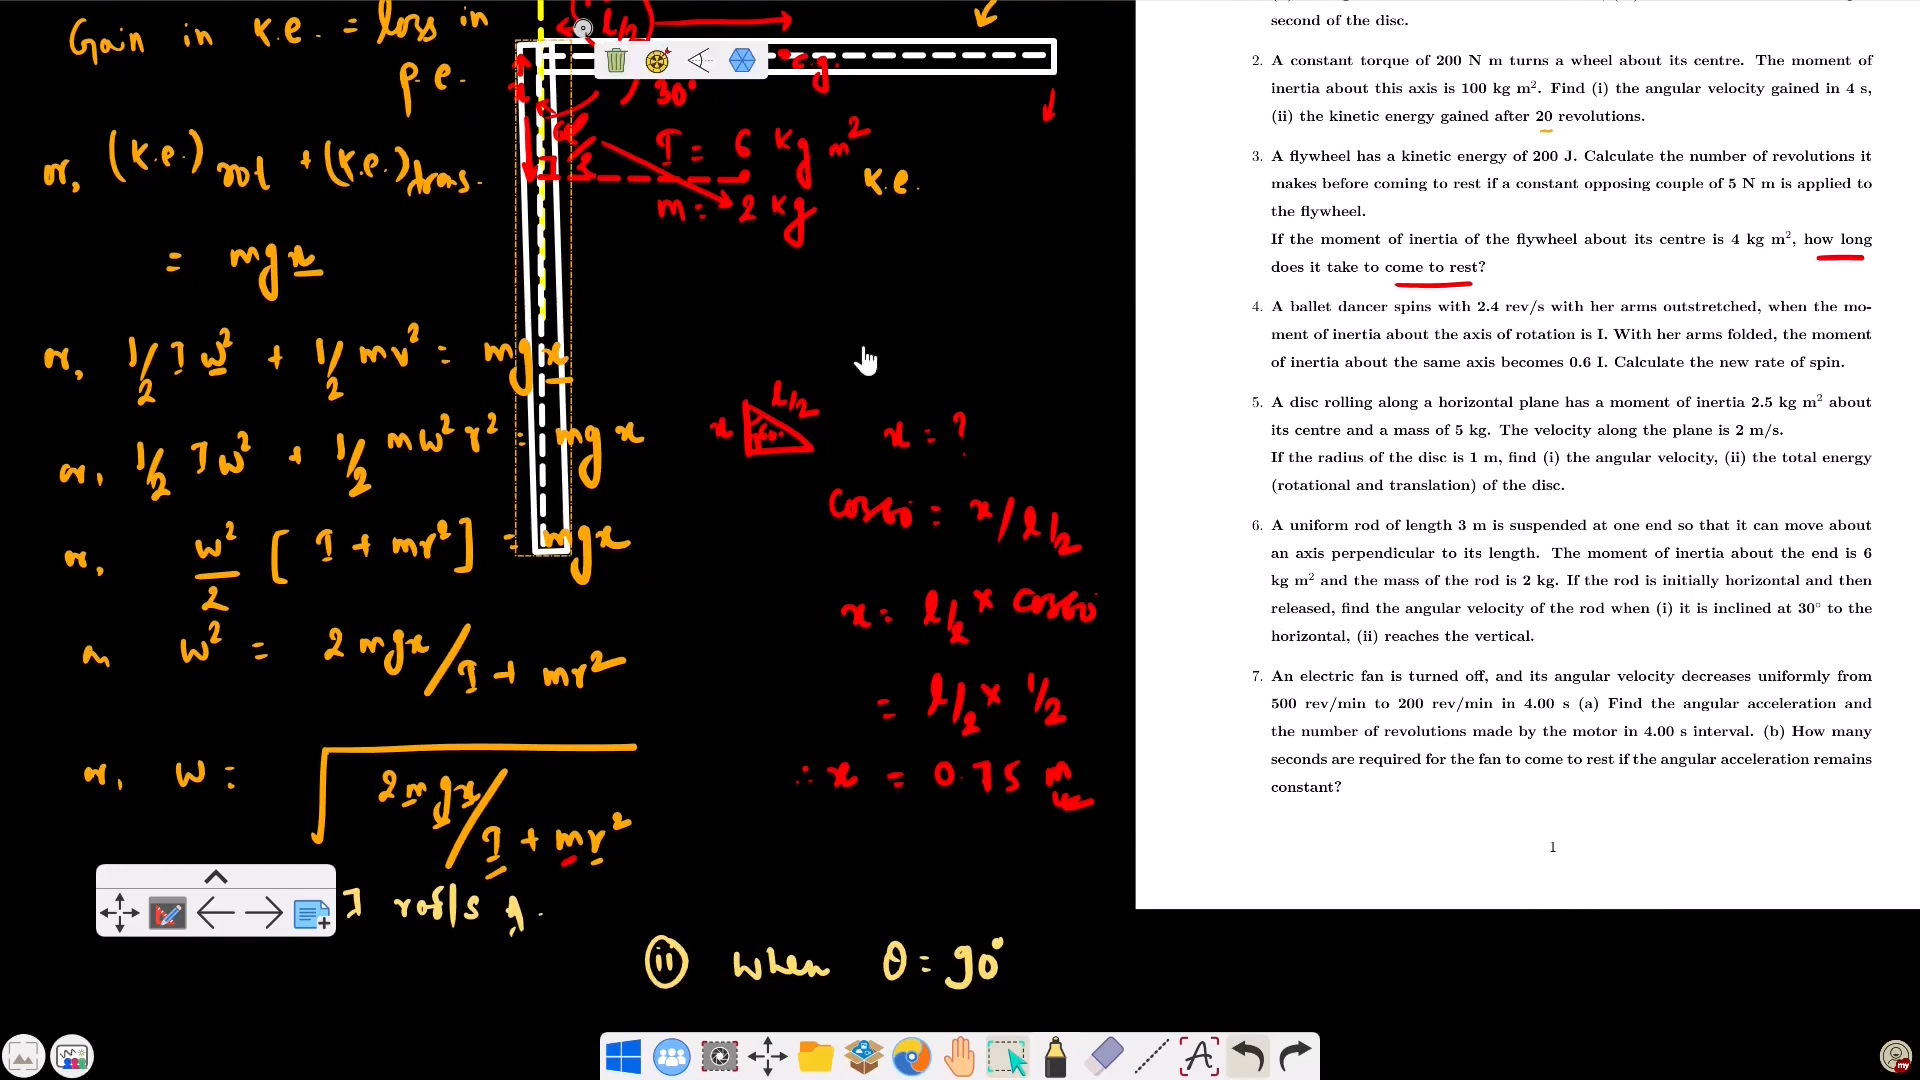 Gain in K.e. = loss in
p.e.
or, (K.e.)rot + (K.e.)trans.
= mgx
or, 1/2 I w² + 1/2 mv² = mgx
or, 1/2 I w² + 1/2 m w² r² = mgx
or, w²/2 [ I + mr² ] = mgx
or w² = 2mgx / I + mr²
or, w = √ 2mgx / I + mr²
rad/s
(ii) when θ = 90°
l/2
c.g.
30°
I = 6 kg m²
m = 2 kg
K.e.
x l/2 60°
x = ?
cos60 = x / l/2
x = l/2 × cos60
= l/2 × 1/2
∴ x = 0.75 m
second of the disc.
2. A constant torque of 200 N m turns a wheel about its centre. The moment of
inertia about this axis is 100 kg m². Find (i) the angular velocity gained in 4 s,
(ii) the kinetic energy gained after 20 revolutions.
3. A flywheel has a kinetic energy of 200 J. Calculate the number of revolutions it
makes before coming to rest if a constant opposing couple of 5 N m is applied to
the flywheel.
If the moment of inertia of the flywheel about its centre is 4 kg m², how long
does it take to come to rest?
4. A ballet dancer spins with 2.4 rev/s with her arms outstretched, when the mo-
ment of inertia about the axis of rotation is I. With her arms folded, the moment
of inertia about the same axis becomes 0.6 I. Calculate the new rate of spin.
5. A disc rolling along a horizontal plane has a moment of inertia 2.5 kg m² about
its centre and a mass of 5 kg. The velocity along the plane is 2 m/s.
If the radius of the disc is 1 m, find (i) the angular velocity, (ii) the total energy
(rotational and translation) of the disc.
6. A uniform rod of length 3 m is suspended at one end so that it can move about
an axis perpendicular to its length. The moment of inertia about the end is 6
kg m² and the mass of the rod is 2 kg. If the rod is initially horizontal and then
released, find the angular velocity of the rod when (i) it is inclined at 30° to the
horizontal, (ii) reaches the vertical.
7. An electric fan is turned off, and its angular velocity decreases uniformly from
500 rev/min to 200 rev/min in 4.00 s (a) Find the angular acceleration and
the number of revolutions made by the motor in 4.00 s interval. (b) How many
seconds are required for the fan to come to rest if the angular acceleration remains
constant?
1